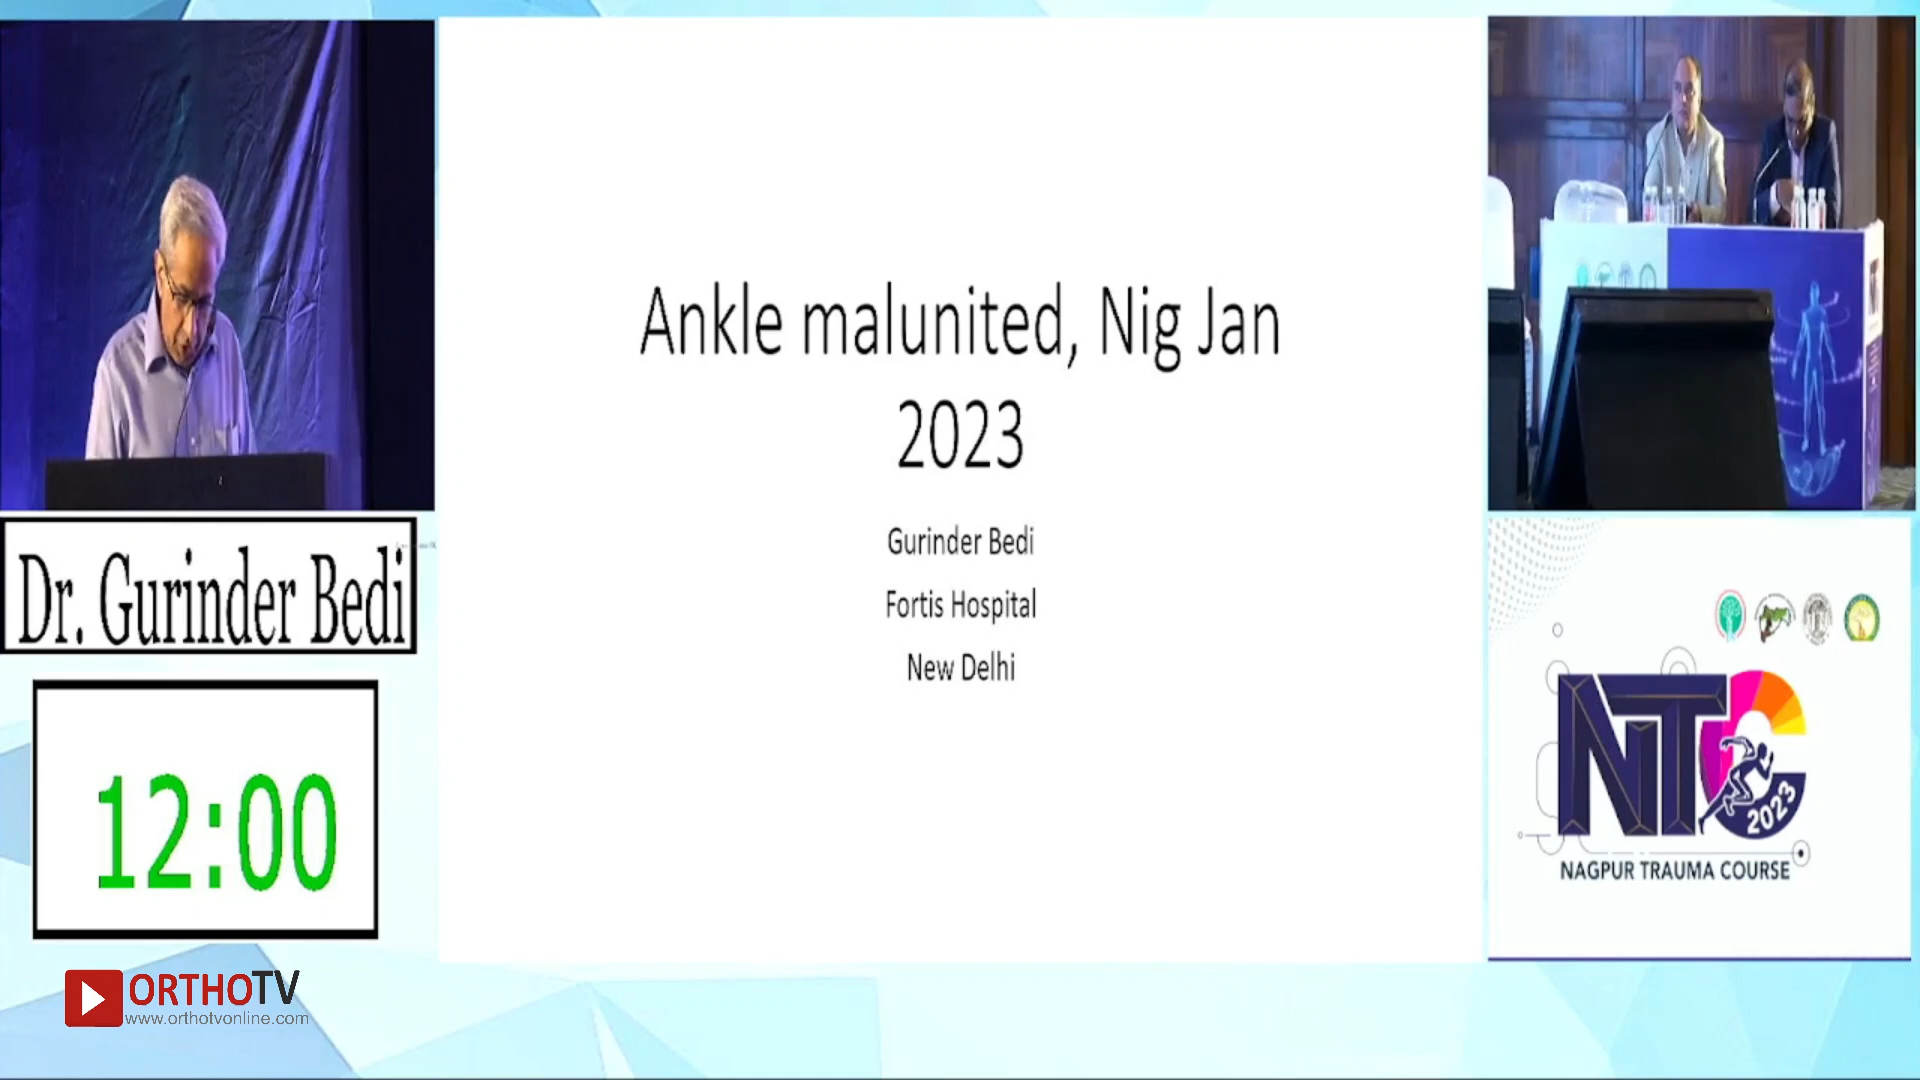 Ankle malunited, Nig Jan
2023
Gurinder Bedi
Fortis Hospital
New Delhi
Dr. Gurinder Bedi
12:00
ORTHOTV
www.orthotvonline.com
NTC
2023
NAGPUR TRAUMA COURSE